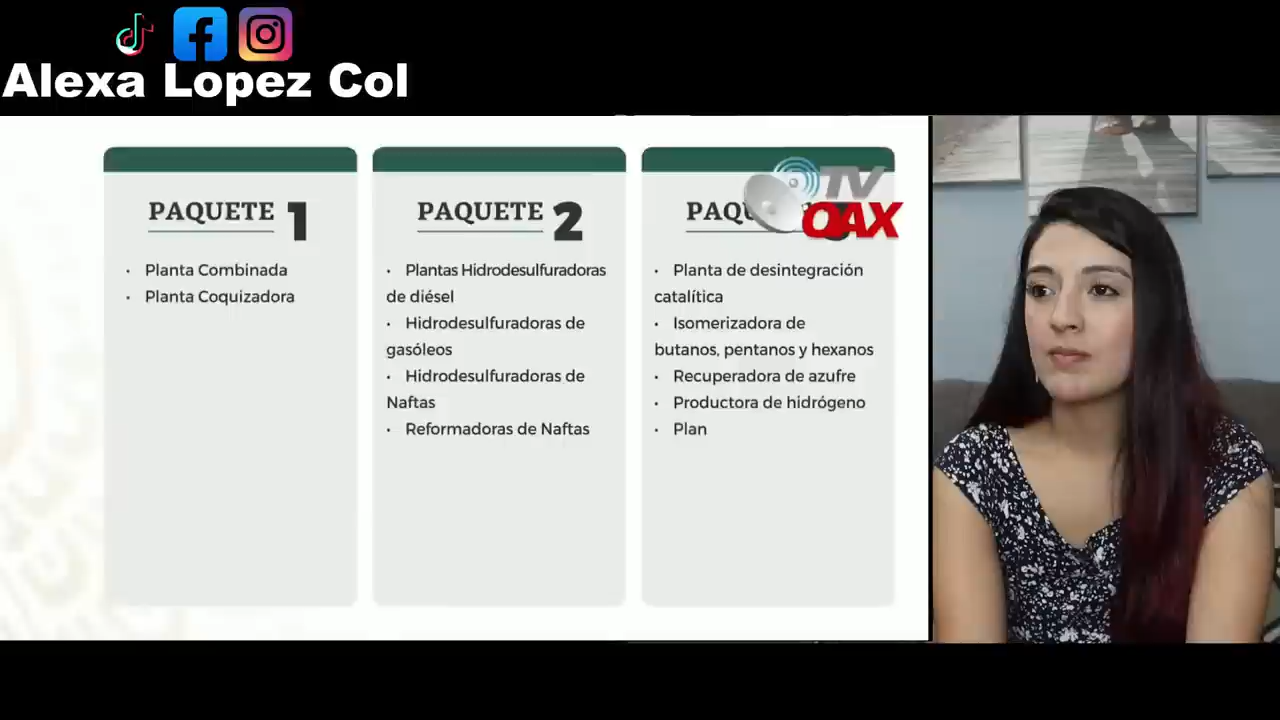 Alexa Lopez Col
PAQUETE 1
• Planta Combinada
• Planta Coquizadora
PAQUETE 2
• Plantas Hidrodesulfuradoras
de diésel
• Hidrodesulfuradoras de
gasóleos
• Hidrodesulfuradoras de
Naftas
• Reformadoras de Naftas
TV
OAX
• Planta de desintegración
catalítica
• Isomerizadora de
butanos, pentanos y hexanos
• Recuperadora de azufre
• Productora de hidrógeno
• Plan